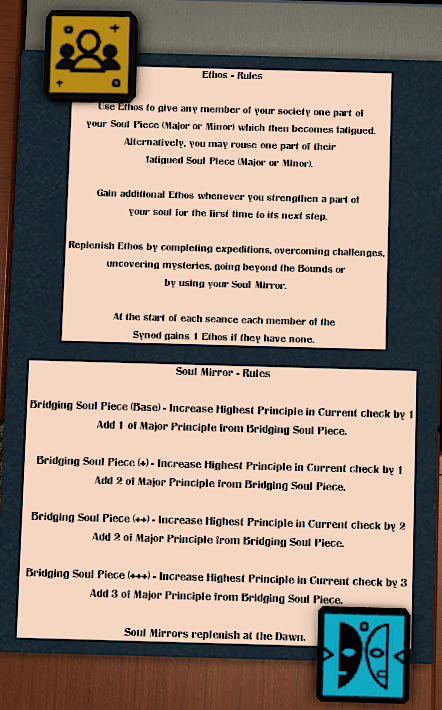 Ethos - Rules
Use Ethos to give any member of your society one part of
your Soul Piece (Major or Minor) which then becomes fatigued.
Alternatively, you may rouse one part of their
fatigued Soul Piece (Major or Minor).
Gain additional Ethos whenever you strengthen a part of
your soul for the first time to its next step.
Replenish Ethos by completing expeditions, overcoming challenges,
uncovering mysteries, going beyond the Bounds or
by using your Soul Mirror.
At the start of each seance each member of the
Synod gains 1 Ethos if they have none.
Soul Mirror - Rules
Bridging Soul Piece (Base) - Increase Highest Principle in Current check by 1
Add 1 of Major Principle from Bridging Soul Piece.
Bridging Soul Piece (+) - Increase Highest Principle in Current check by 1
Add 2 of Major Principle from Bridging Soul Piece.
Bridging Soul Piece (++) - Increase Highest Principle in Current check by 2
Add 2 of Major Principle from Bridging Soul Piece.
Bridging Soul Piece (+++) - Increase Highest Principle in Current check by 3
Add 3 of Major Principle from Bridging Soul Piece.
Soul Mirrors replenish at the Dawn.